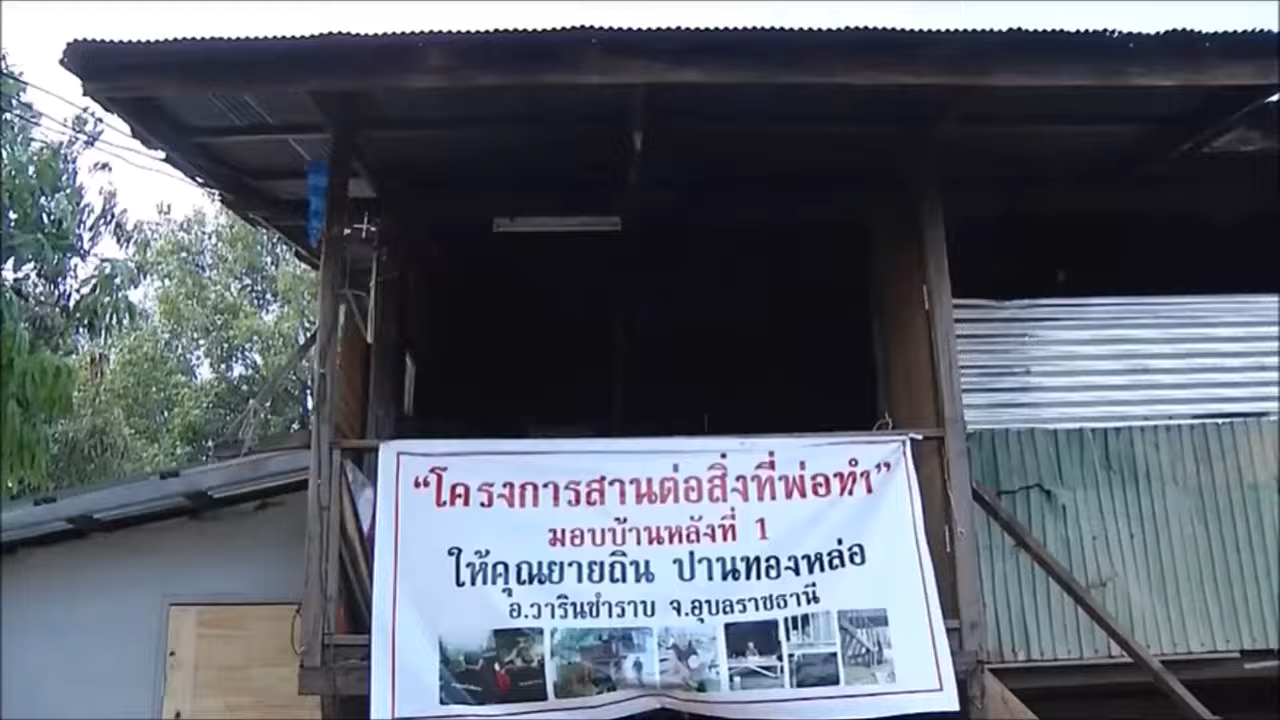 “โครงการสานต่อสิ่งที่พ่อทำ”
มอบบ้านหลังที่ 1
ให้คุณยายถิน ปานทองหล่อ
อ.วารินชำราบ จ.อุบลราชธานี